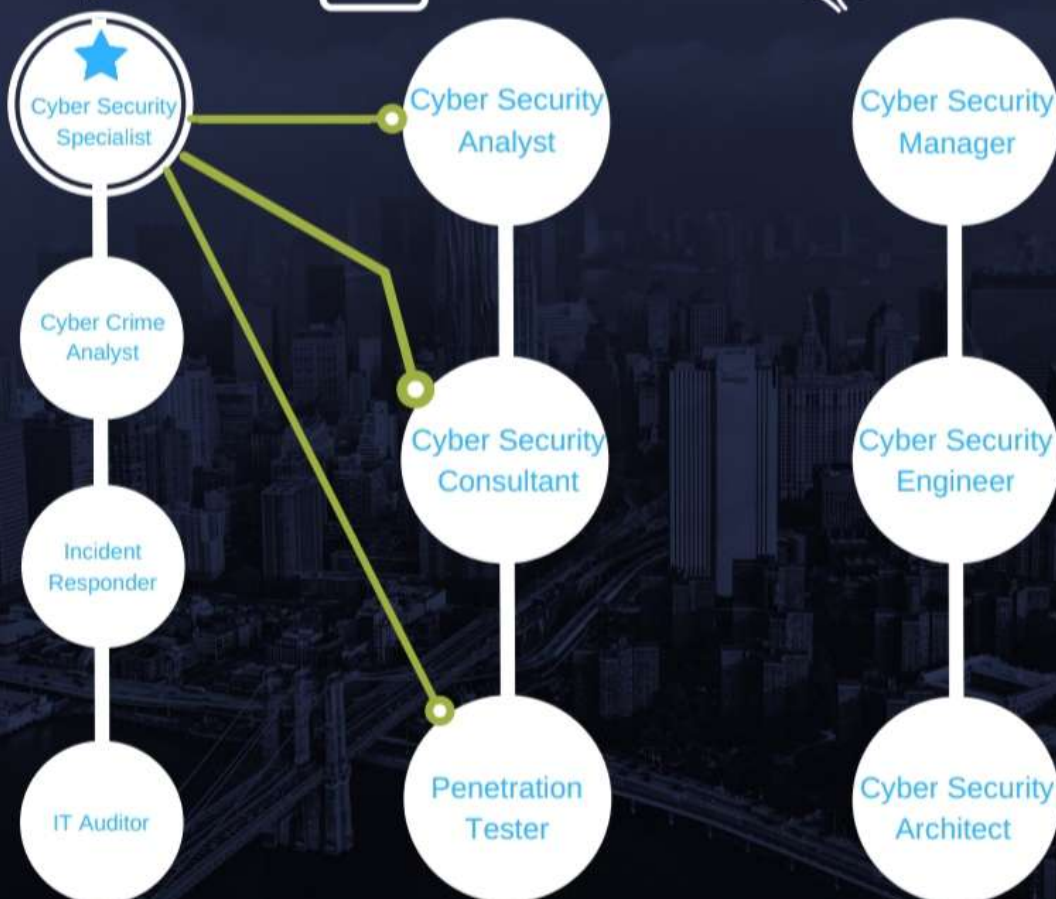 Cyber Security
Specialist
Cyber Crime
Analyst
Incident
Responder
IT Auditor
Cyber Security
Analyst
Cyber Security
Consultant
Penetration
Tester
Cyber Security
Manager
Cyber Security
Engineer
Cyber Security
Architect